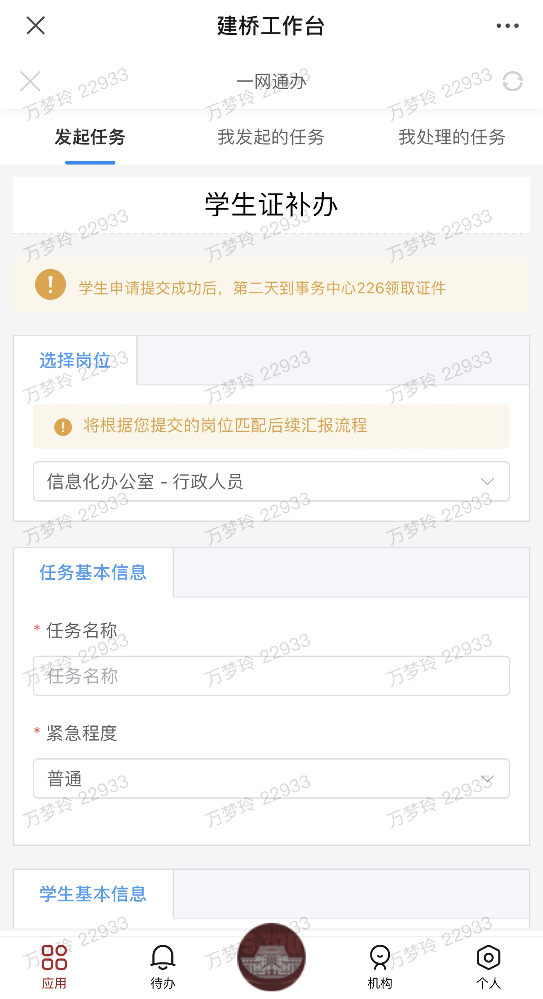 建桥工作台
一网通办
发起任务 我发起的任务 我处理的任务
学生证补办
学生申请提交成功后，第二天到事务中心226领取证件
选择岗位
将根据您提交的岗位匹配后续汇报流程
信息化办公室 - 行政人员
任务基本信息
* 任务名称
任务名称
* 紧急程度
普通
学生基本信息
应用 待办 机构 个人
万梦玲 22933 万梦玲 22933 万梦玲 22933
万梦玲 22933 万梦玲 22933 万梦玲 22933
万梦玲 22933 万梦玲 22933 万梦玲 22933
万梦玲 22933 万梦玲 22933 万梦玲 22933
万梦玲 22933 万梦玲 22933 万梦玲 22933
万梦玲 22933 万梦玲 22933 万梦玲 22933
万梦玲 22933 万梦玲 22933 万梦玲 22933